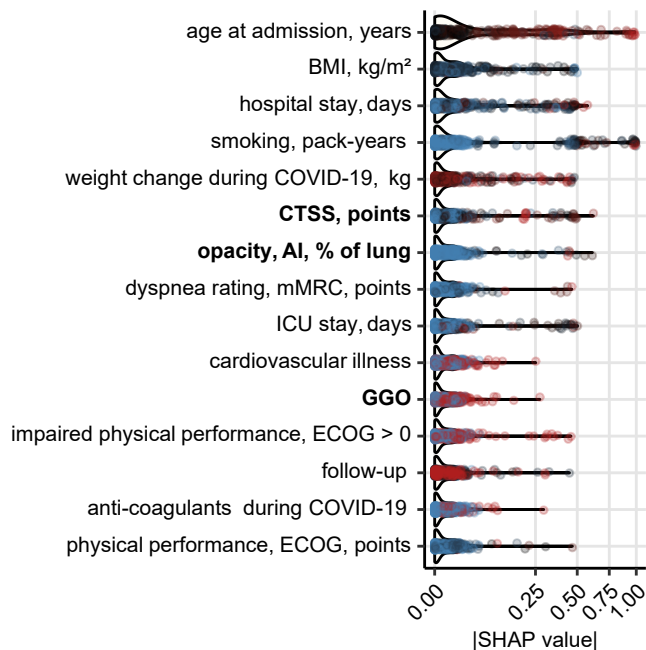 age at admission, years
BMI, kg/m²
hospital stay, days
smoking, pack-years
weight change during COVID-19, kg
CTSS, points
opacity, AI, % of lung
dyspnea rating, mMRC, points
ICU stay, days
cardiovascular illness
GGO
impaired physical performance, ECOG > 0
follow-up
anti-coagulants during COVID-19
physical performance, ECOG, points
0.00 0.25 0.50 0.75 1.00
|SHAP value|